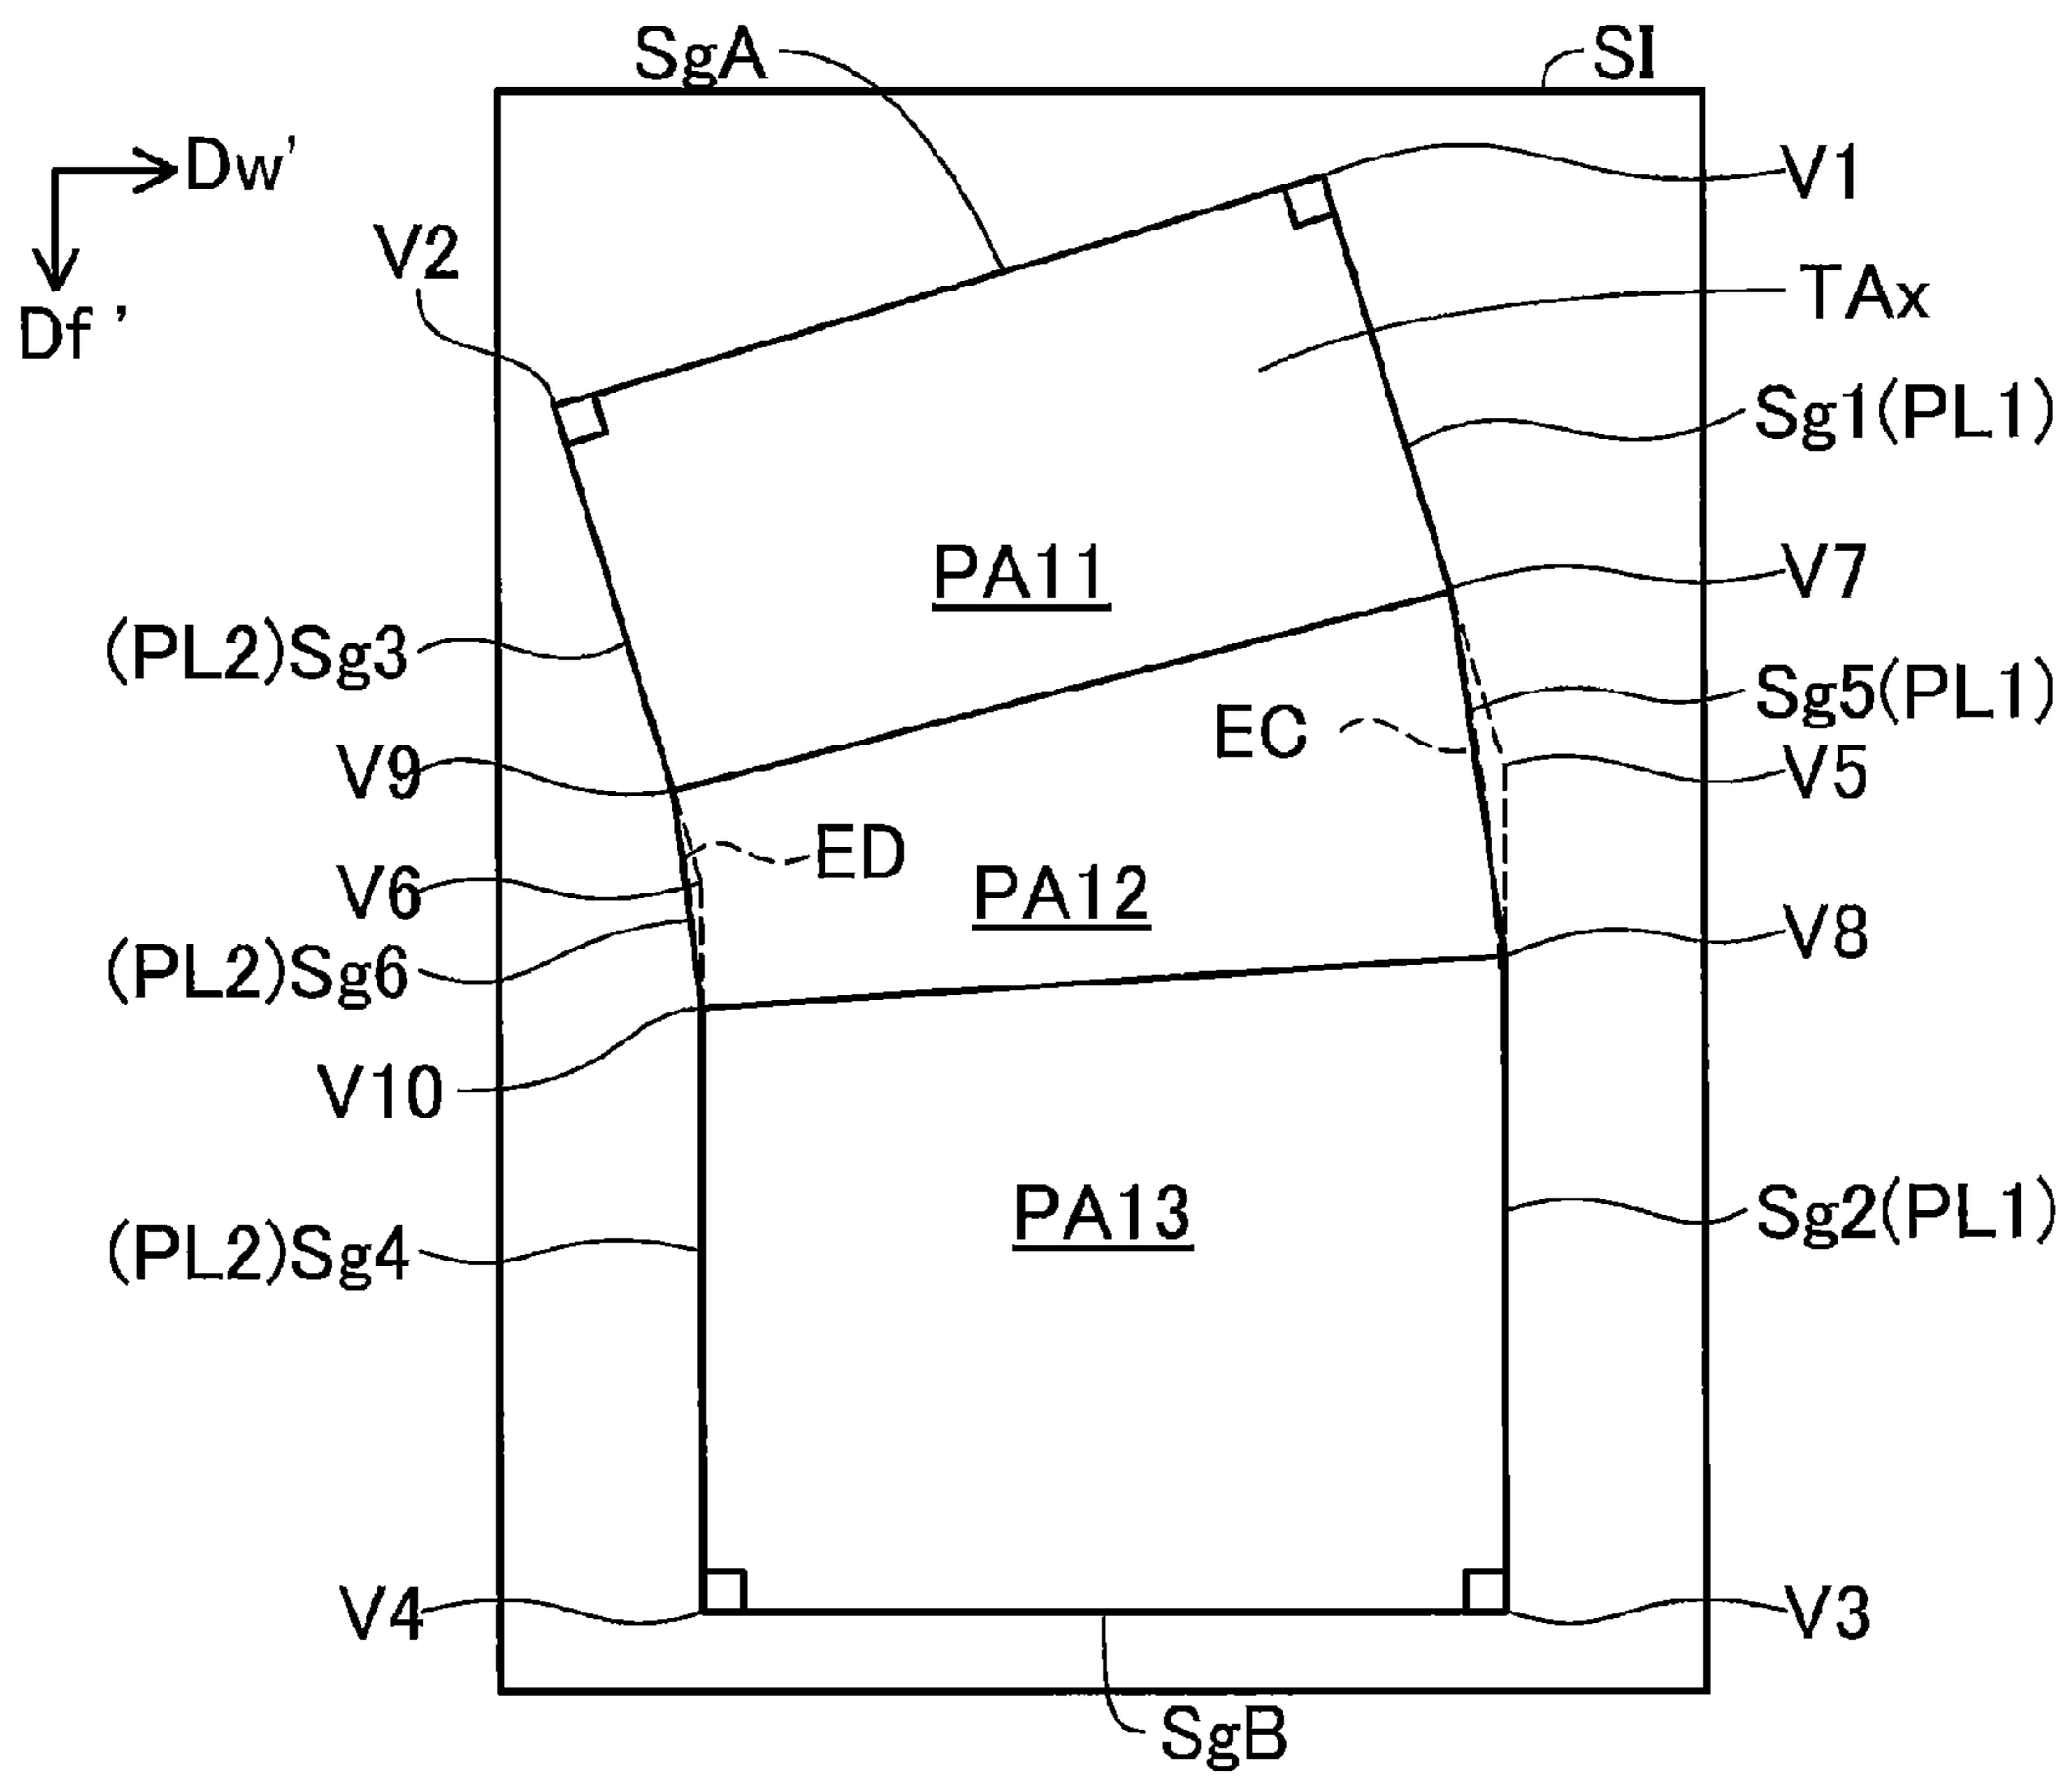 SgA
SI
Dw'
V1
V2
Df'
TAx
Sg1(PL1)
PA11
V7
(PL2)Sg3
Sg5(PL1)
EC
V9
V5
ED
V6
PA12
V8
(PL2)Sg6
V10
PA13
Sg2(PL1)
(PL2)Sg4
V4
V3
SgB